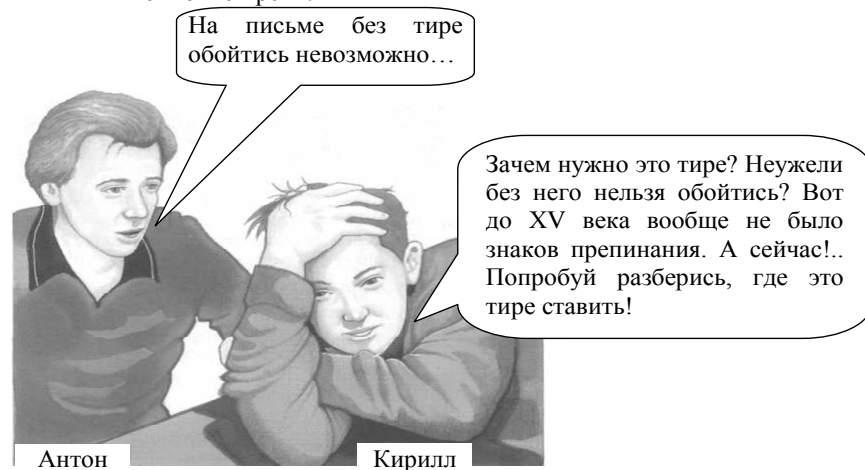 На письме без тире
обойтись невозможно…
Зачем нужно это тире? Неужели
без него нельзя обойтись? Вот
до XV века вообще не было
знаков препинания. А сейчас!..
Попробуй разберись, где это
тире ставить!
Антон
Кирилл